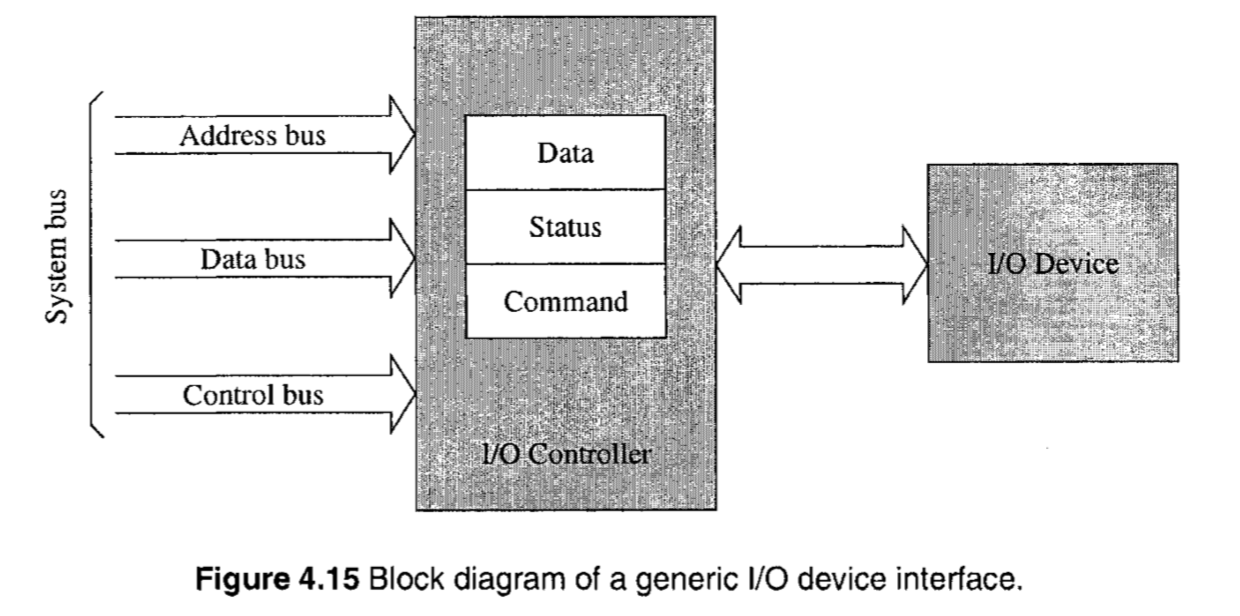 System bus
Address bus
Data bus
Control bus
Data
Status
Command
I/O Controller
I/O Device
Figure 4.15 Block diagram of a generic I/O device interface.